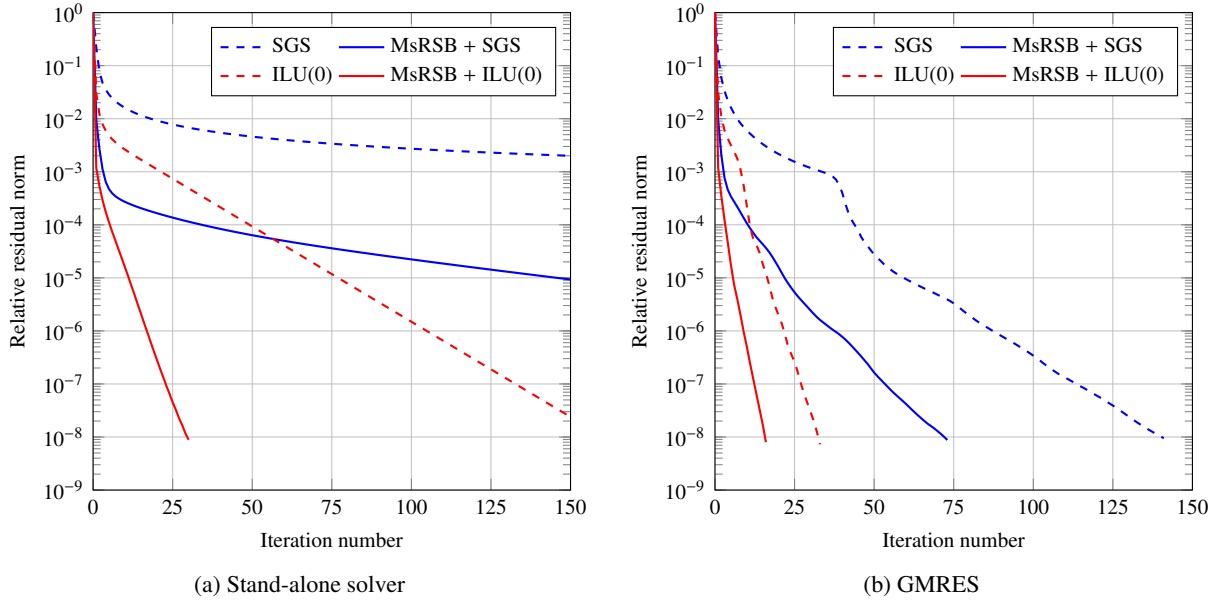 10^0
10^-1
10^-2
10^-3
10^-4
10^-5
10^-6
10^-7
10^-8
10^-9
Relative residual norm
SGS MsRSB + SGS
ILU(0) MsRSB + ILU(0)
0 25 50 75 100 125 150
Iteration number
(a) Stand-alone solver
10^0
10^-1
10^-2
10^-3
10^-4
10^-5
10^-6
10^-7
10^-8
10^-9
Relative residual norm
SGS MsRSB + SGS
ILU(0) MsRSB + ILU(0)
0 25 50 75 100 125 150
Iteration number
(b) GMRES